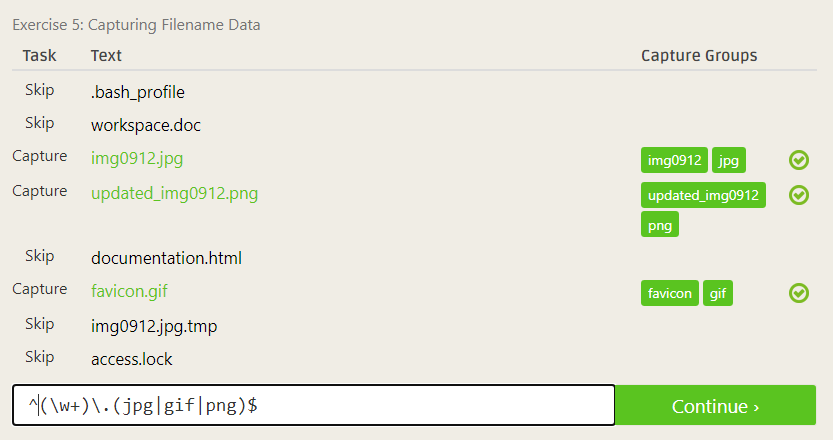 Exercise 5: Capturing Filename Data
Task Text Capture Groups
Skip .bash_profile
Skip workspace.doc
Capture img0912.jpg img0912 jpg
Capture updated_img0912.png updated_img0912
png
Skip documentation.html
Capture favicon.gif favicon gif
Skip img0912.jpg.tmp
Skip access.lock
^(\w+)\.(jpg|gif|png)$ Continue ›